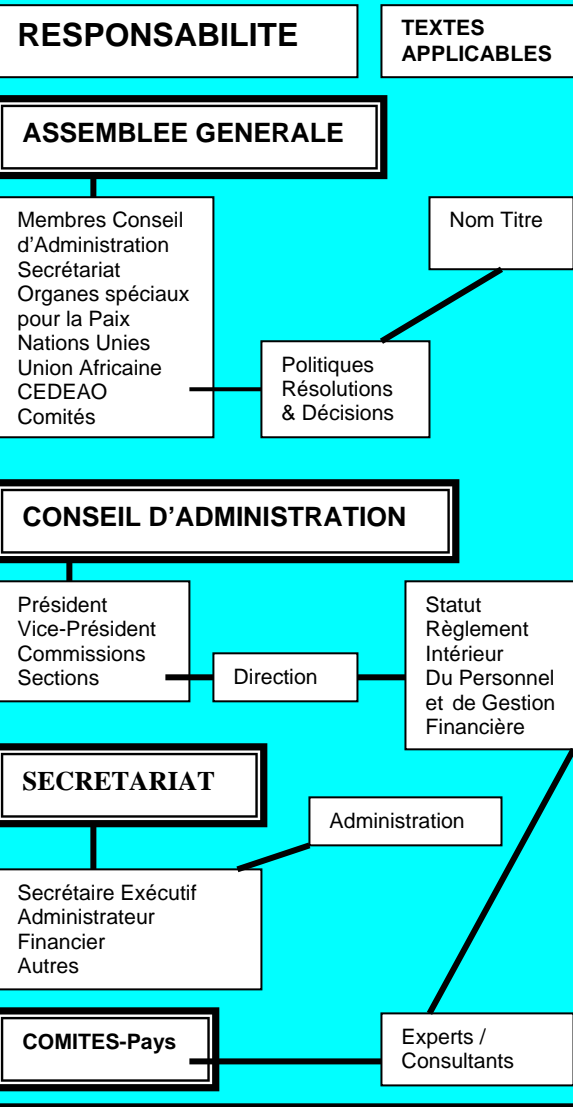 RESPONSABILITE
TEXTES
APPLICABLES
ASSEMBLEE GENERALE
Membres Conseil
d'Administration
Secrétariat
Organes spéciaux
pour la Paix
Nations Unies
Union Africaine
CEDEAO
Comités
Nom Titre
Politiques
Résolutions
& Décisions
CONSEIL D’ADMINISTRATION
Président
Vice-Président
Commissions
Sections
Direction
Statut
Règlement
Intérieur
Du Personnel
et de Gestion
Financière
SECRETARIAT
Administration
Secrétaire Exécutif
Administrateur
Financier
Autres
COMITES-Pays
Experts /
Consultants